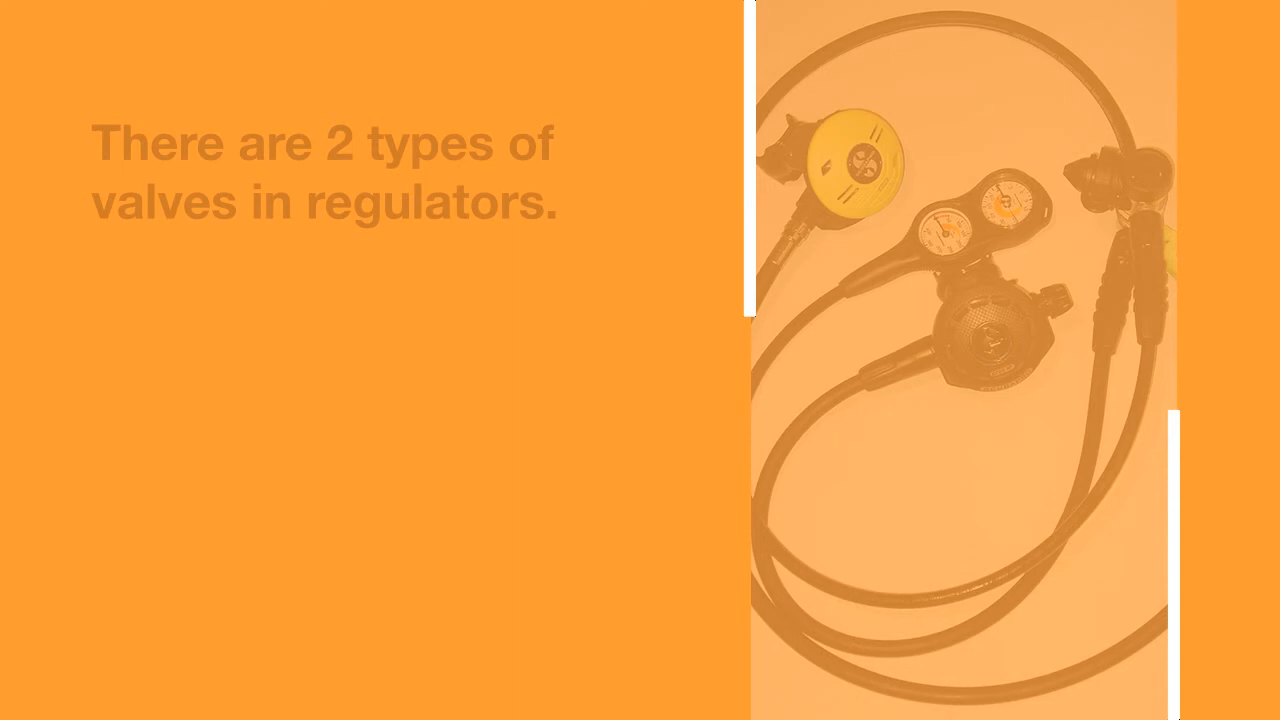 There are 2 types of
valves in regulators.